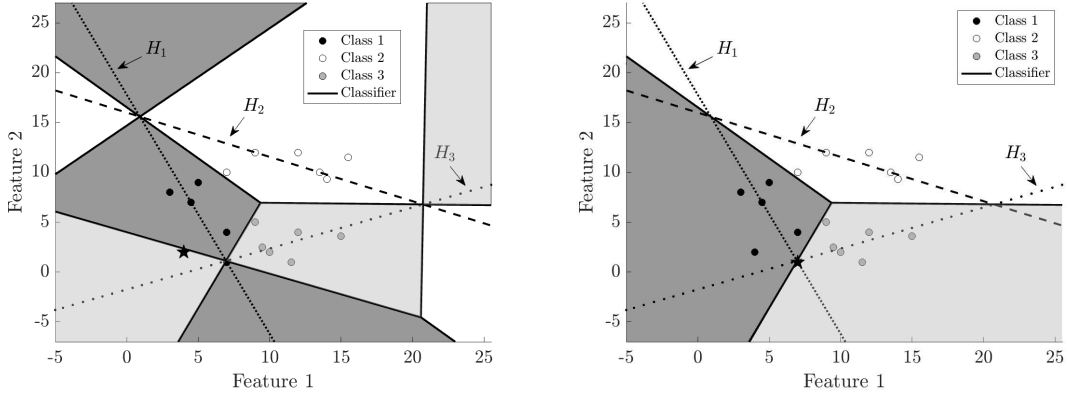 25
20
15
10
5
0
-5
Feature 2
-5 0 5 10 15 20 25
Feature 1
H1
H2
H3
Class 1
Class 2
Class 3
Classifier
25
20
15
10
5
0
-5
Feature 2
-5 0 5 10 15 20 25
Feature 1
H1
H2
H3
Class 1
Class 2
Class 3
Classifier